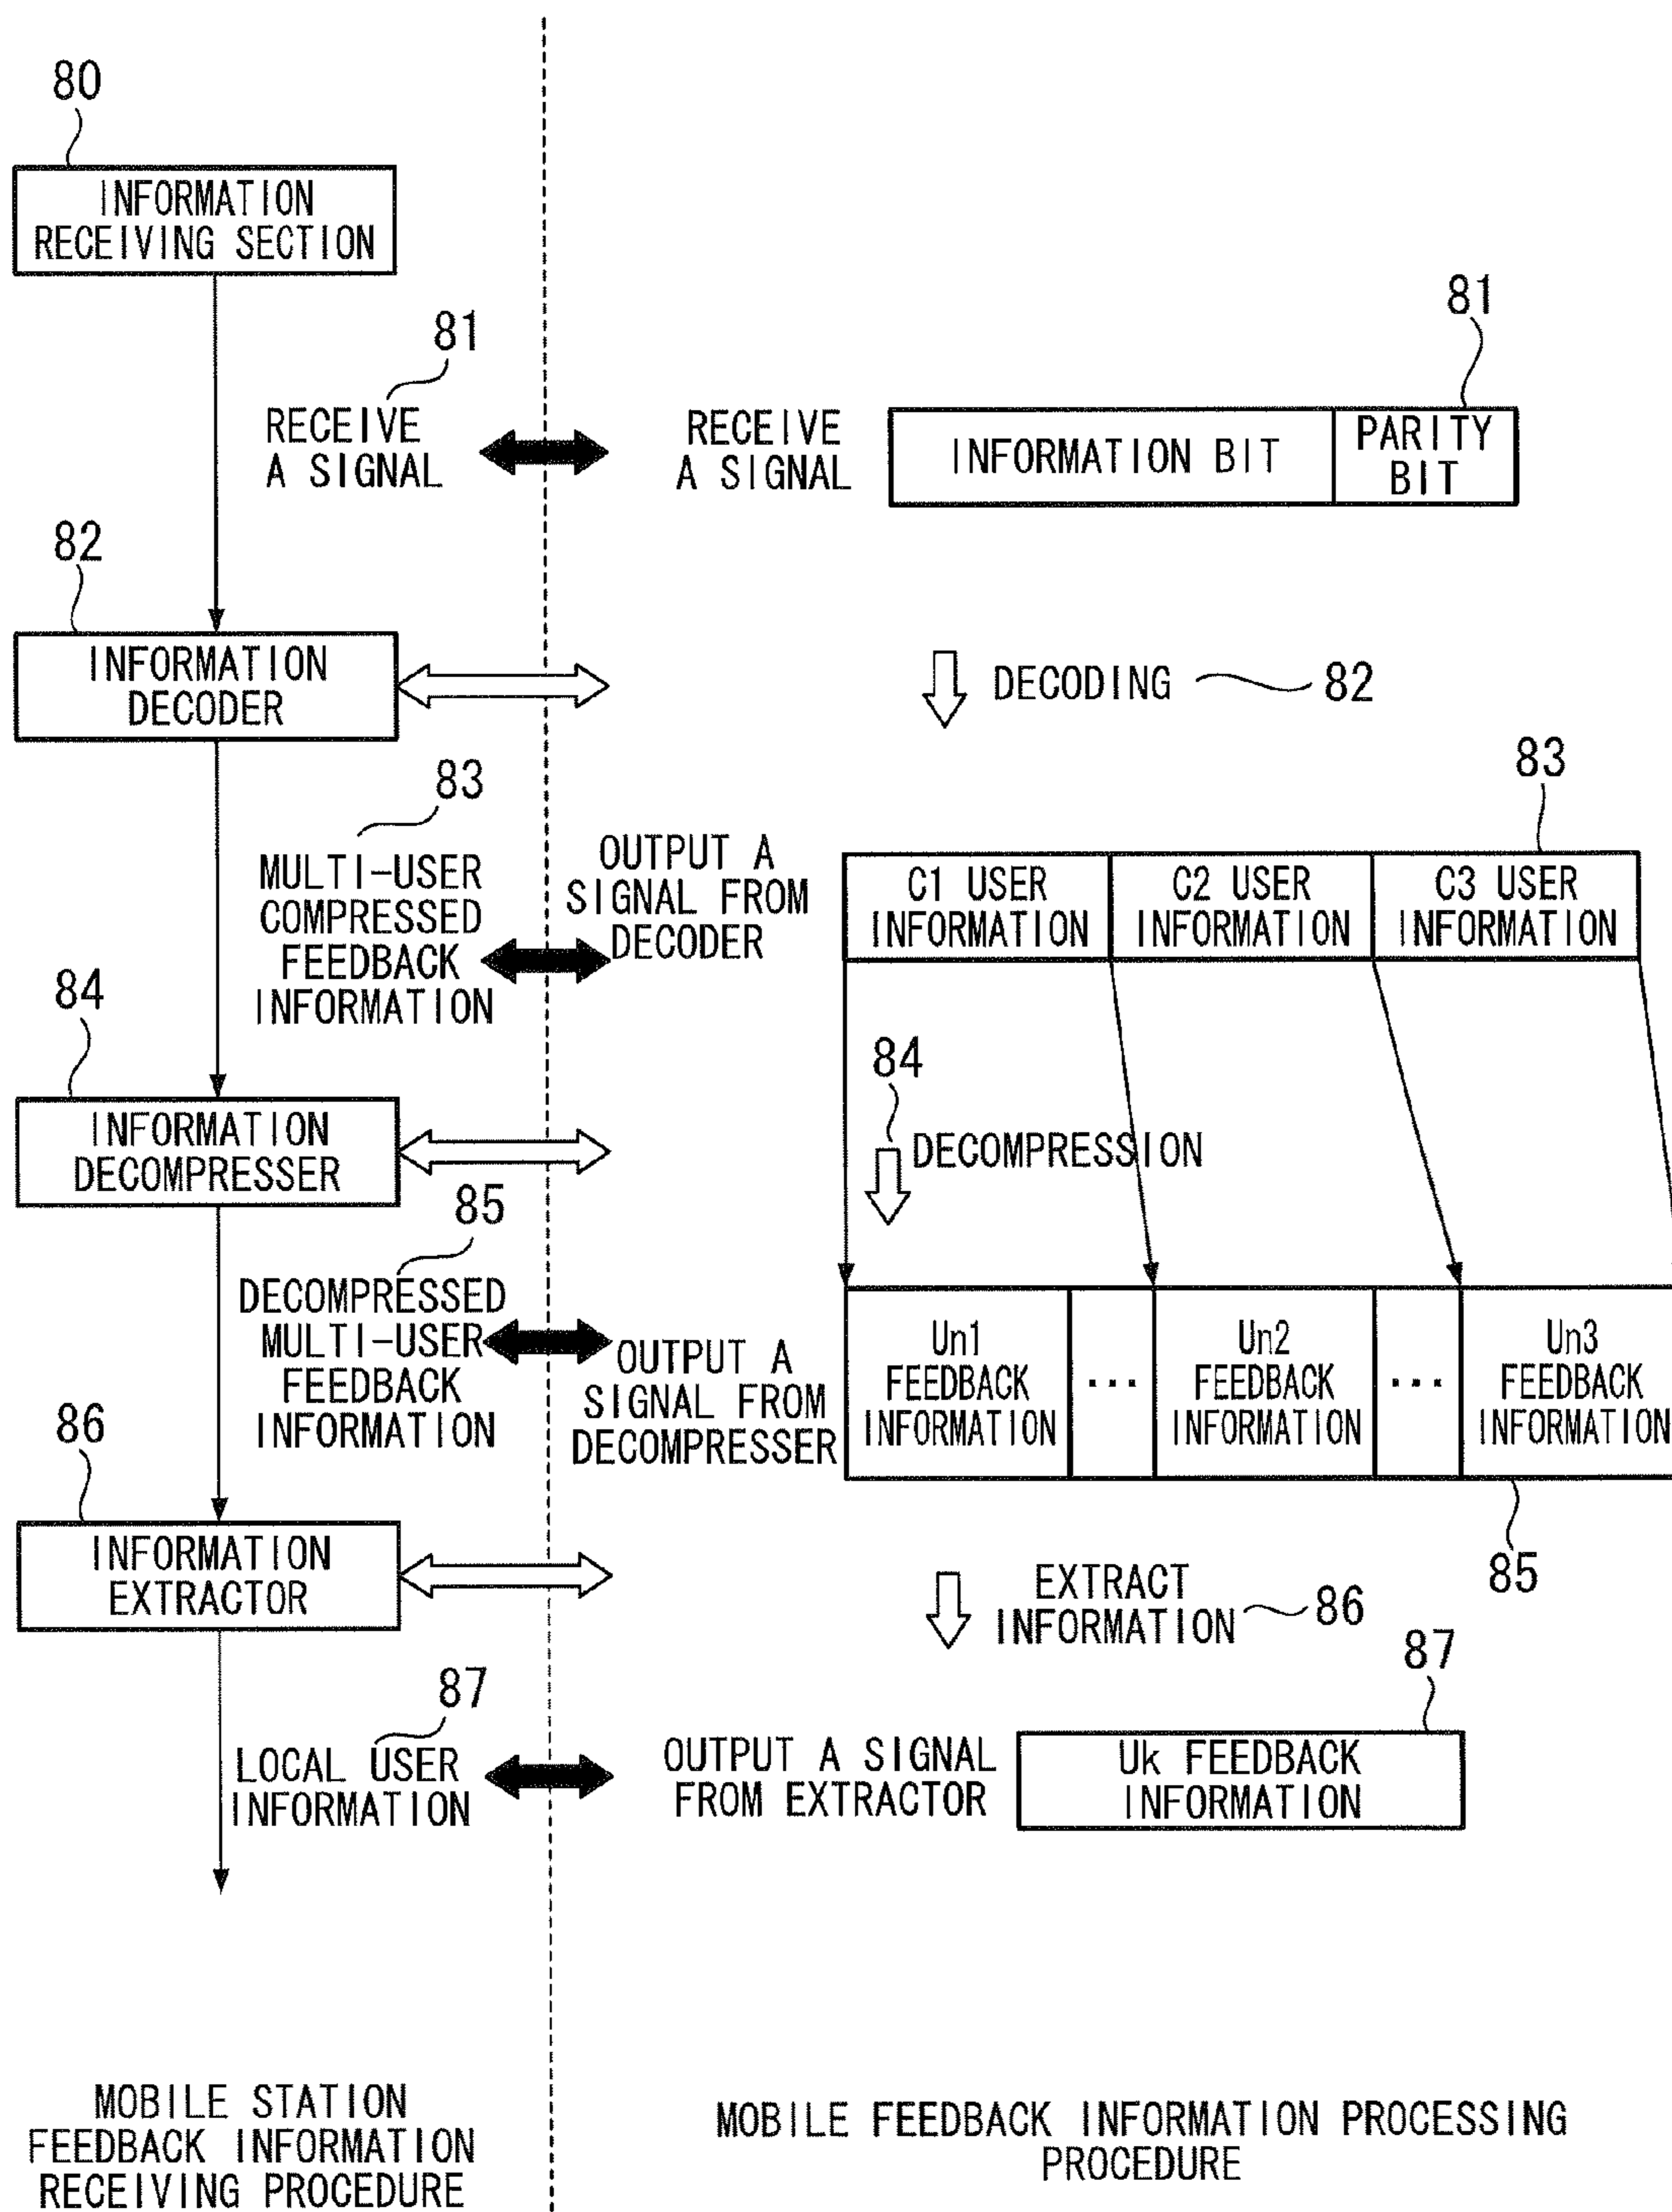 80
INFORMATION
RECEIVING SECTION
81
RECEIVE
A SIGNAL
RECEIVE
A SIGNAL
81
INFORMATION BIT
PARITY
BIT
82
INFORMATION
DECODER
DECODING
82
83
MULTI-USER
COMPRESSED
FEEDBACK
INFORMATION
OUTPUT A
SIGNAL FROM
DECODER
83
C1 USER
INFORMATION
C2 USER
INFORMATION
C3 USER
INFORMATION
84
INFORMATION
DECOMPRESSER
84
DECOMPRESSION
85
DECOMPRESSED
MULTI-USER
FEEDBACK
INFORMATION
OUTPUT A
SIGNAL FROM
DECOMPRESSER
Un1
FEEDBACK
INFORMATION
...
Un2
FEEDBACK
INFORMATION
...
Un3
FEEDBACK
INFORMATION
85
86
INFORMATION
EXTRACTOR
EXTRACT
INFORMATION
86
87
LOCAL USER
INFORMATION
OUTPUT A SIGNAL
FROM EXTRACTOR
87
Uk FEEDBACK
INFORMATION
MOBILE STATION
FEEDBACK INFORMATION
RECEIVING PROCEDURE
MOBILE FEEDBACK INFORMATION PROCESSING
PROCEDURE